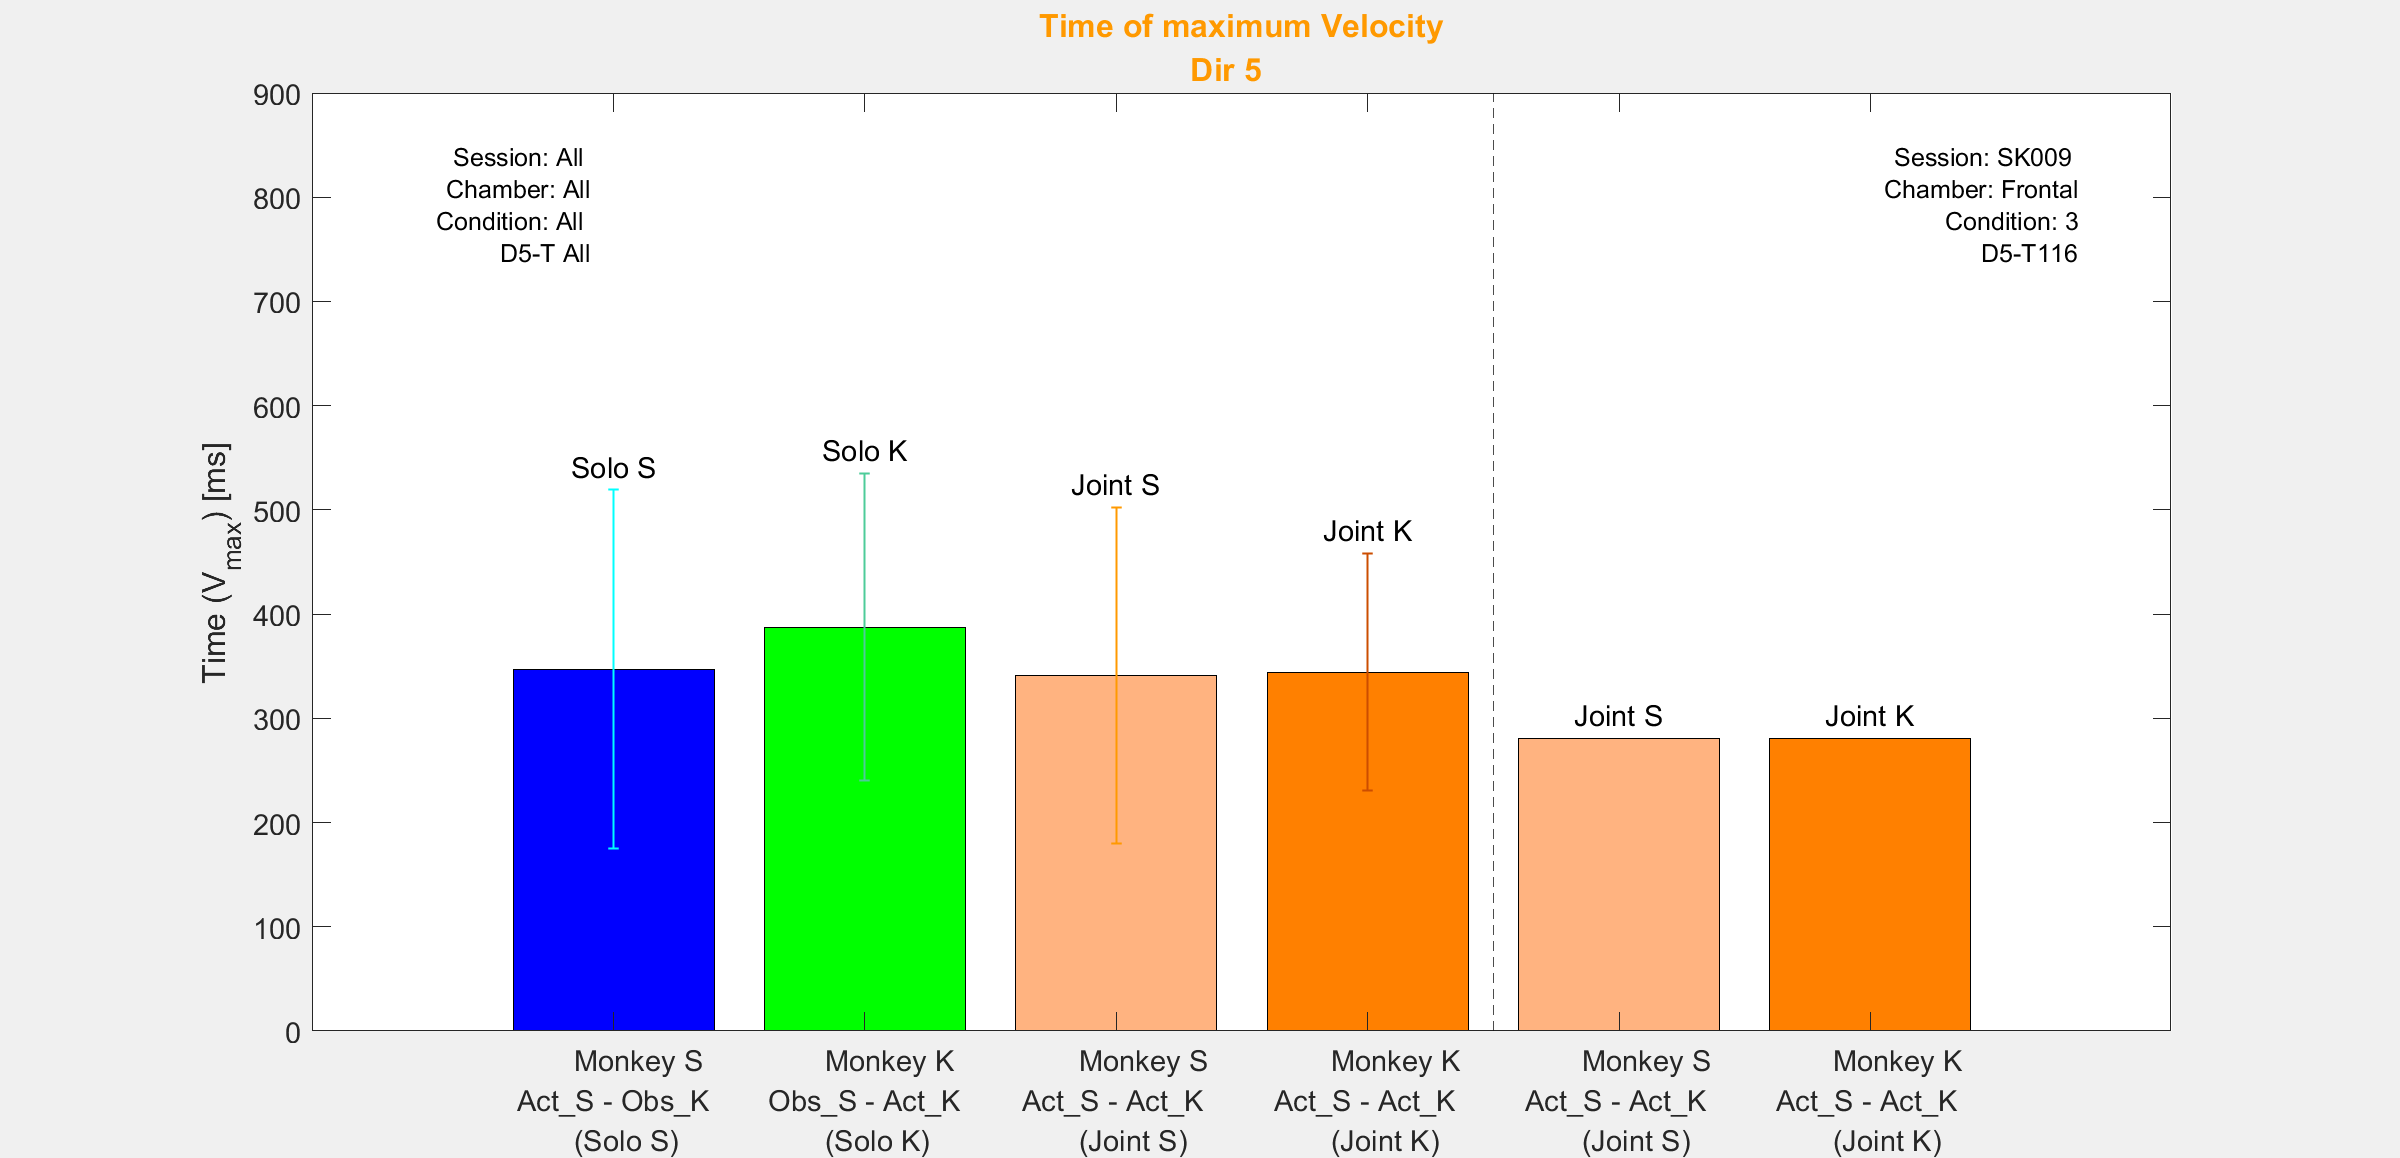 Time of maximum Velocity
Dir 5
900
800
700
600
500
400
300
200
100
0
Time (Vmax) [ms]
Session: All
Chamber: All
Condition: All
D5-T All
Session: SK009
Chamber: Frontal
Condition: 3
D5-T116
Solo S
Solo K
Joint S
Joint K
Joint S
Joint K
Monkey S
Act_S - Obs_K
(Solo S)
Monkey K
Obs_S - Act_K
(Solo K)
Monkey S
Act_S - Act_K
(Joint S)
Monkey K
Act_S - Act_K
(Joint K)
Monkey S
Act_S - Act_K
(Joint S)
Monkey K
Act_S - Act_K
(Joint K)